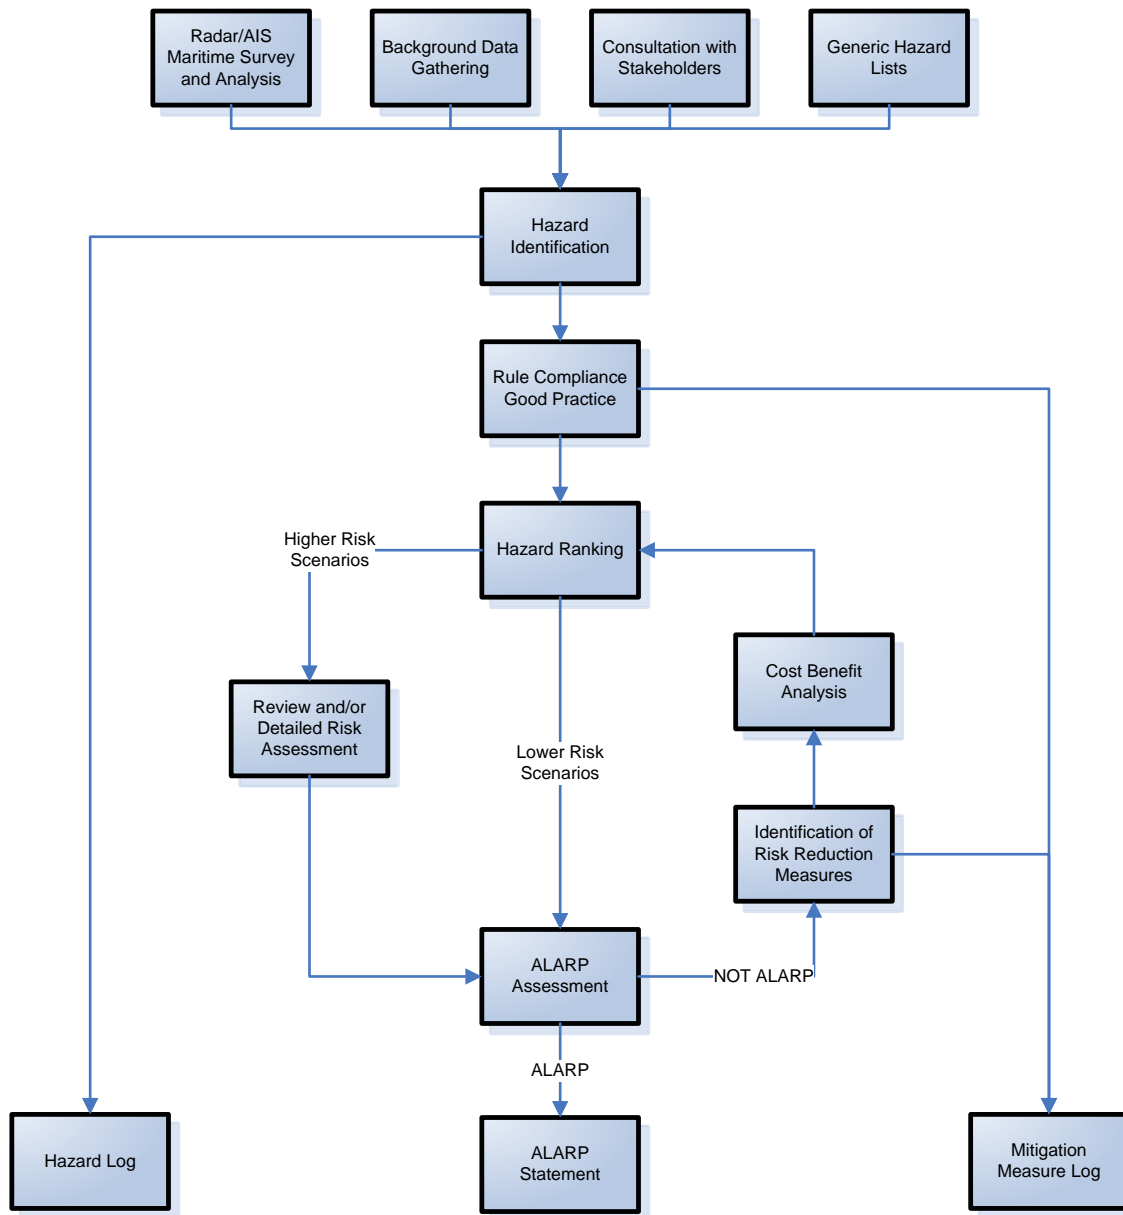 Radar/AIS
Maritime Survey
and Analysis
Background Data
Gathering
Consultation with
Stakeholders
Generic Hazard
Lists
Hazard
Identification
Rule Compliance
Good Practice
Hazard Ranking
Higher Risk
Scenarios
Cost Benefit
Analysis
Review and/or
Detailed Risk
Assessment
Lower Risk
Scenarios
Identification of
Risk Reduction
Measures
ALARP
Assessment
NOT ALARP
ALARP
Hazard Log
ALARP
Statement
Mitigation
Measure Log